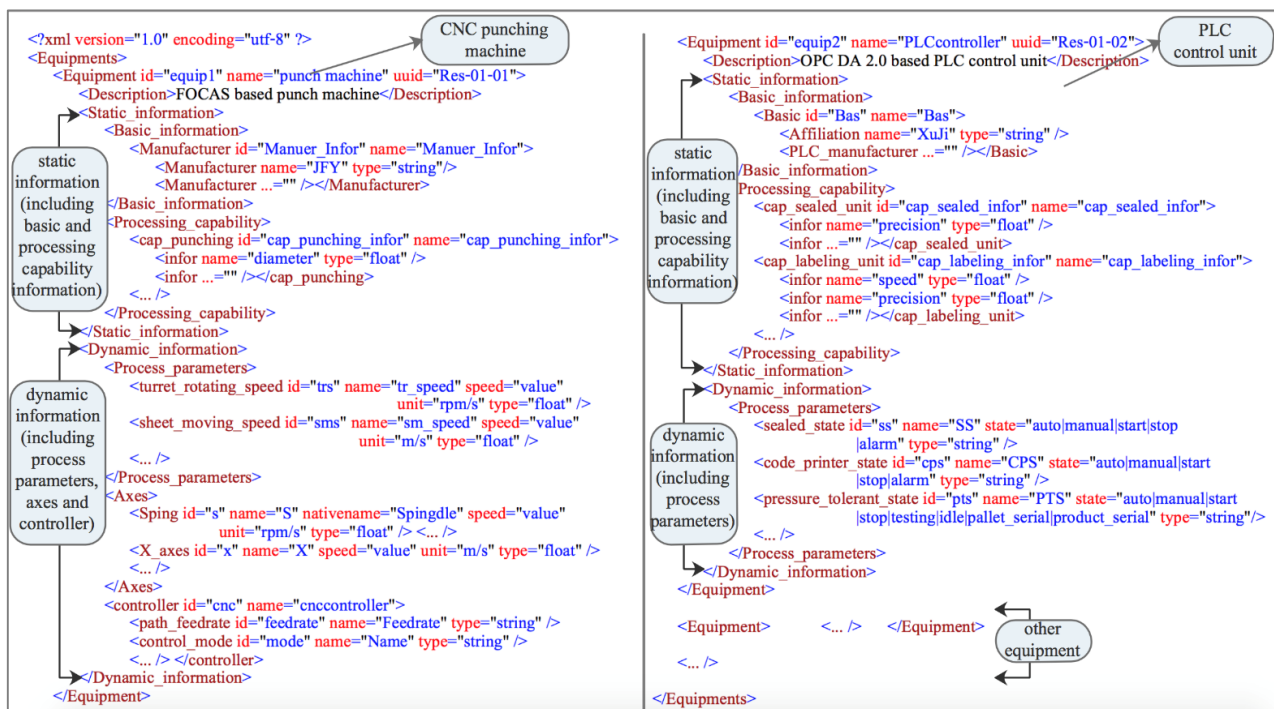 CNC punching
machine
<?xml version="1.0" encoding="utf-8" ?>
<Equipments>
<Equipment id="equip1" name="punch machine" uuid="Res-01-01">
<Description>FOCAS based punch machine</Description>
<Static_information>
<Basic_information>
<Manufacturer id="Manuer_Infor" name="Manuer_Infor">
<Manufacturer name="JFY" type="string"/>
<Manufacturer ...="" /></Manufacturer>
</Basic_information>
<Processing_capability>
<cap_punching id="cap_punching_infor" name="cap_punching_infor">
<infor name="diameter" type="float" />
<infor ...="" /></cap_punching>
<... />
</Processing_capability>
</Static_information>
static
information
(including
basic and
processing
capability
information)
<Dynamic_information>
<Process_parameters>
<turret_rotating_speed id="trs" name="tr_speed" speed="value"
unit="rpm/s" type="float" />
<sheet_moving_speed id="sms" name="sm_speed" speed="value"
unit="m/s" type="float" />
<... />
</Process_parameters>
<Axes>
<Sping id="s" name="S" nativename="Spingdle" speed="value"
unit="rpm/s" type="float" /> <... />
<X_axes id="x" name="X" speed="value" unit="m/s" type="float" />
<... />
</Axes>
<controller id="cnc" name="cnccontroller">
<path_feedrate id="feedrate" name="Feedrate" type="string" />
<control_mode id="mode" name="Name" type="string" />
<... /> </controller>
</Dynamic_information>
</Equipment>
dynamic
information
(including
process
parameters,
axes and
controller)
PLC
control unit
<Equipment id="equip2" name="PLCcontroller" uuid="Res-01-02">
<Description>OPC DA 2.0 based PLC control unit</Description>
<Static_information>
<Basic_information>
<Basic id="Bas" name="Bas">
<Affiliation name="XuJi" type="string" />
<PLC_manufacturer ...="" /></Basic>
/Basic_information>
Processing_capability>
<cap_sealed_unit id="cap_sealed_infor" name="cap_sealed_infor">
<infor name="precision" type="float" />
<infor ...="" /></cap_sealed_unit>
<cap_labeling_unit id="cap_labeling_infor" name="cap_labeling_infor">
<infor name="speed" type="float" />
<infor name="precision" type="float" />
<infor ...="" /></cap_labeling_unit>
<... />
</Processing_capability>
</Static_information>
static
information
(including
basic and
processing
capability
information)
<Dynamic_information>
<Process_parameters>
<sealed_state id="ss" name="SS" state="auto|manual|start|stop
|alarm" type="string" />
<code_printer_state id="cps" name="CPS" state="auto|manual|start
|stop|alarm" type="string" />
<pressure_tolerant_state id="pts" name="PTS" state="auto|manual|start
|stop|testing|idle|pallet_serial|product_serial" type="string"/>
<... />
</Process_parameters>
</Dynamic_information>
</Equipment>
dynamic
information
(including
process
parameters)
<Equipment> <... /> </Equipment>
other
equipment
<... />
</Equipments>